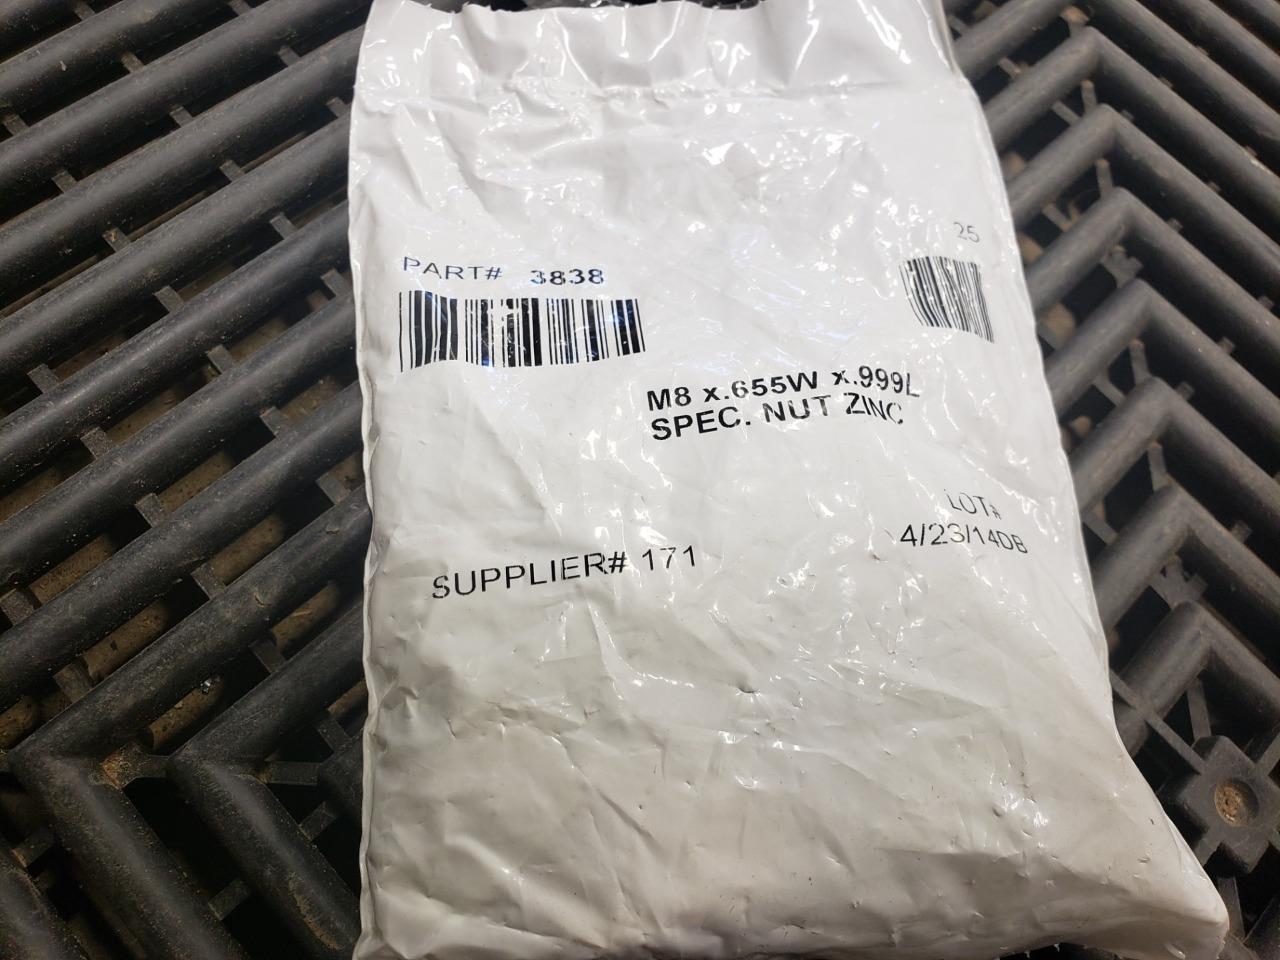 25
PART# 3838
M8 x.655W x.999L
SPEC. NUT ZINC
LOT#
4/23/14DB
SUPPLIER# 171